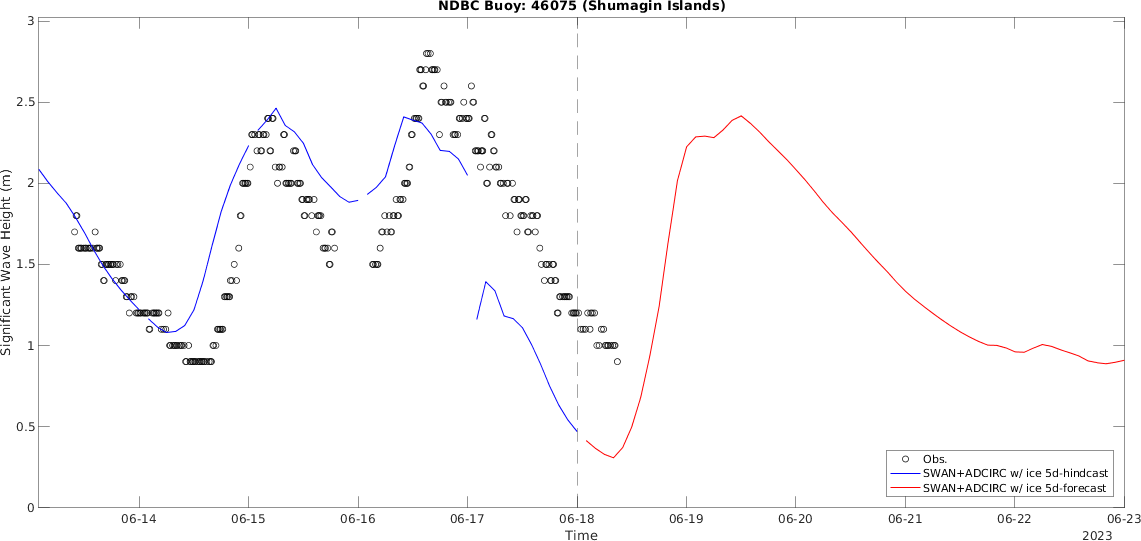 NDBC Buoy: 46075 (Shumagin Islands)
Significant Wave Height (m)
3
2.5
2
1.5
1
0.5
0
Obs.
SWAN+ADCIRC w/ ice 5d-hindcast
SWAN+ADCIRC w/ ice 5d-forecast
06-14 06-15 06-16 06-17 06-18 06-19 06-20 06-21 06-22 06-23
Time
2023